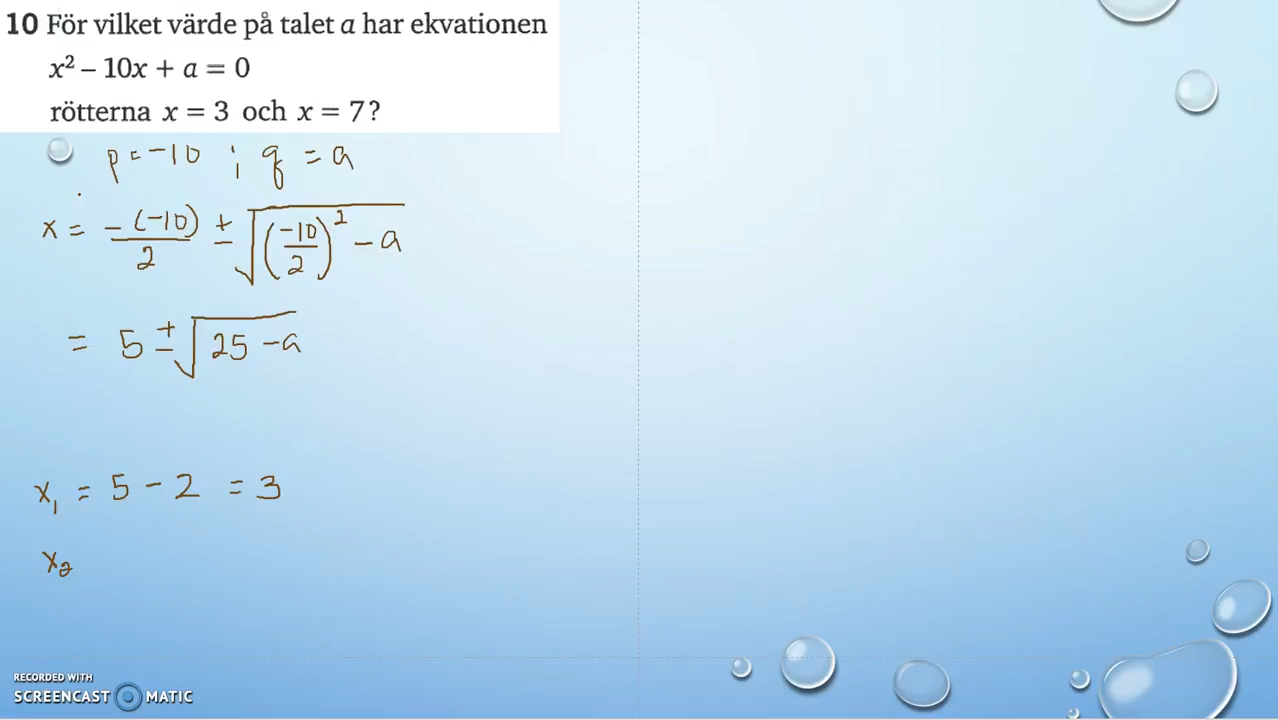 10 För vilket värde på talet a har ekvationen
x² – 10x + a = 0
rötterna x = 3 och x = 7?
p = -10 ; q = a
x = -(-10)/2 ± √((-10/2)² - a)
= 5 ± √(25 - a)
x₁ = 5 - 2 = 3
x₂
RECORDED WITH
SCREENCAST MATIC